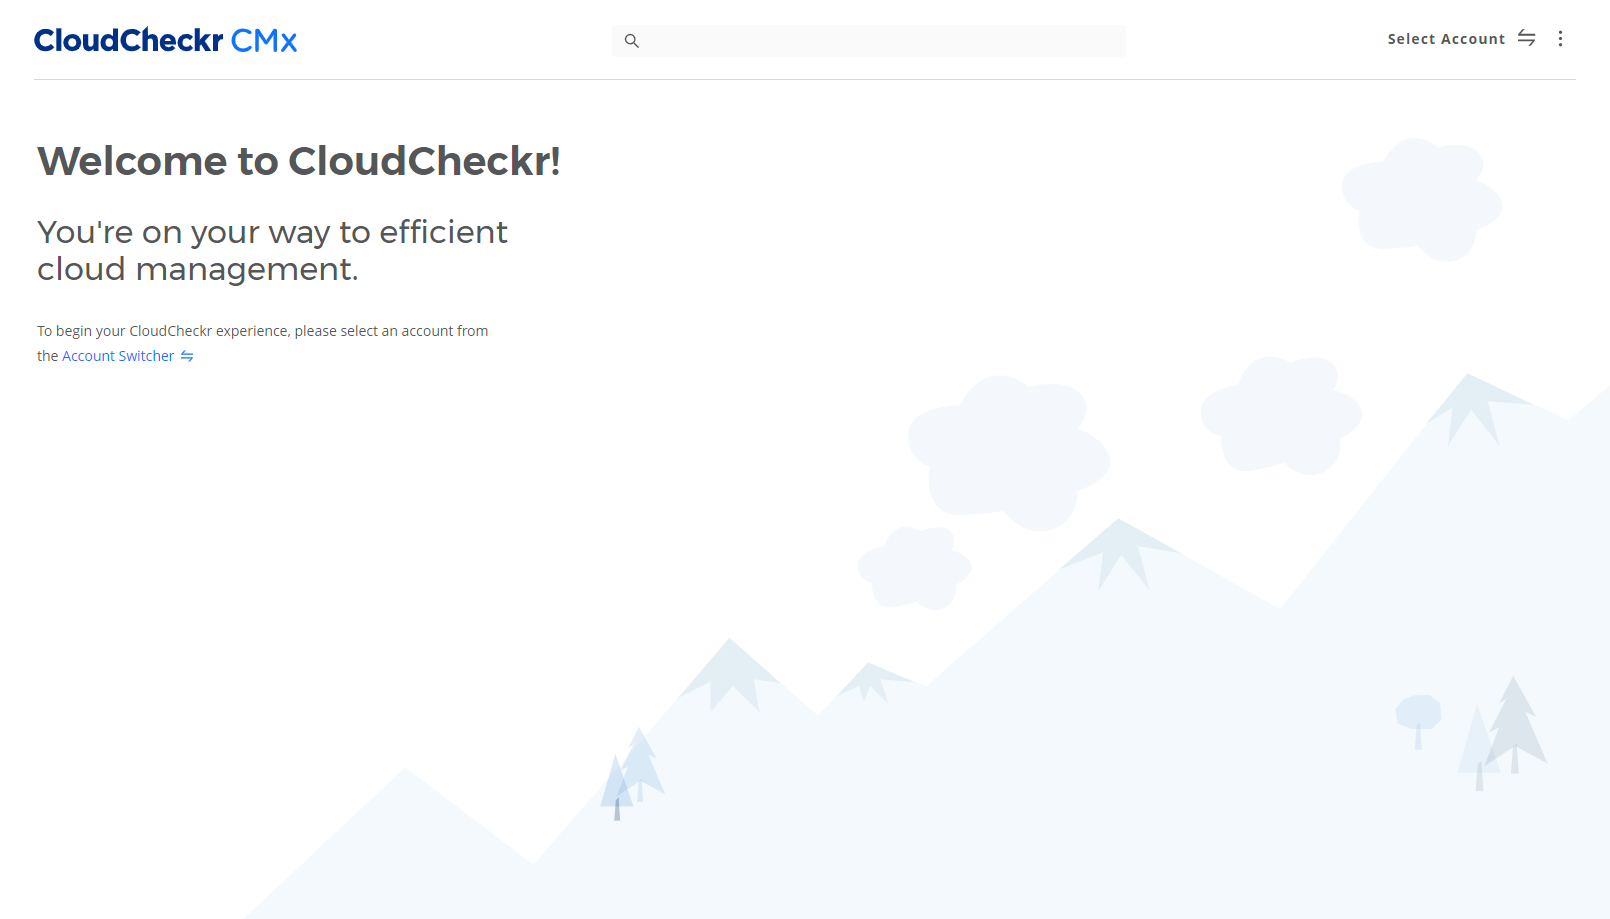 CloudCheckr CMx
Select Account
Welcome to CloudCheckr!
You're on your way to efficient
cloud management.
To begin your CloudCheckr experience, please select an account from
the Account Switcher